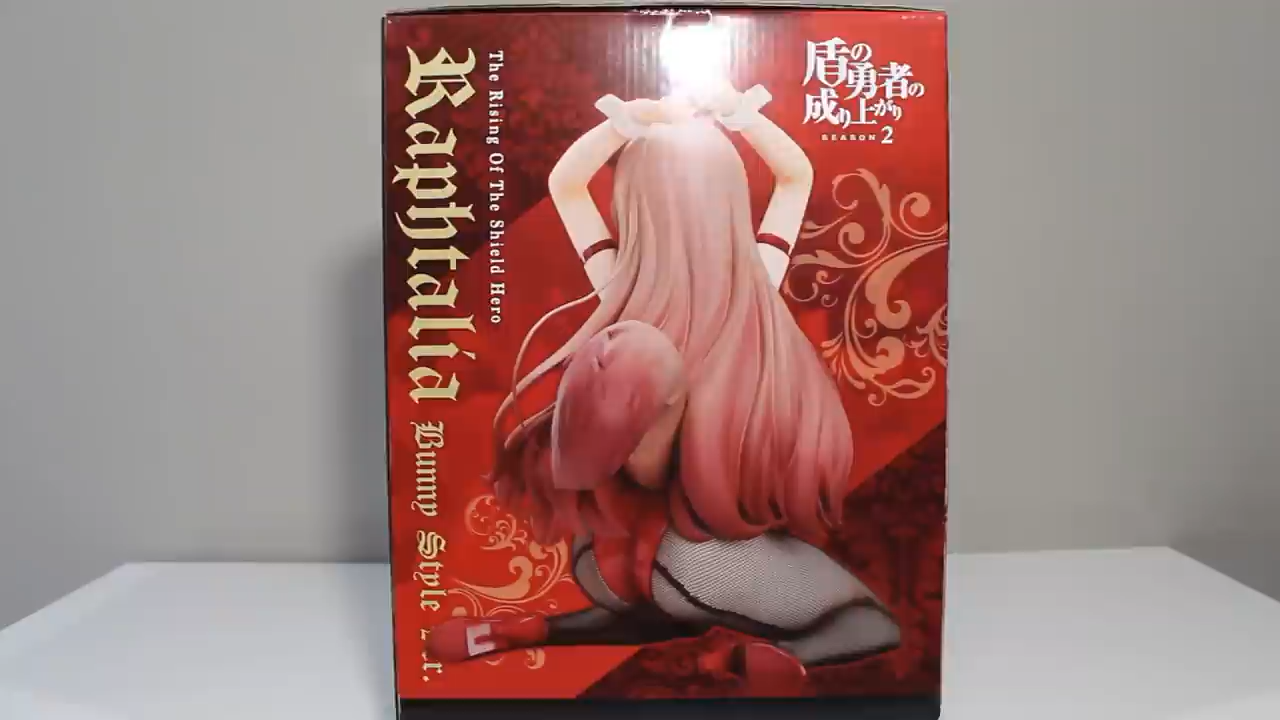 盾の勇者の
成り上がり
SEASON 2
The Rising Of The Shield Hero
Raphtalia Bunny Style